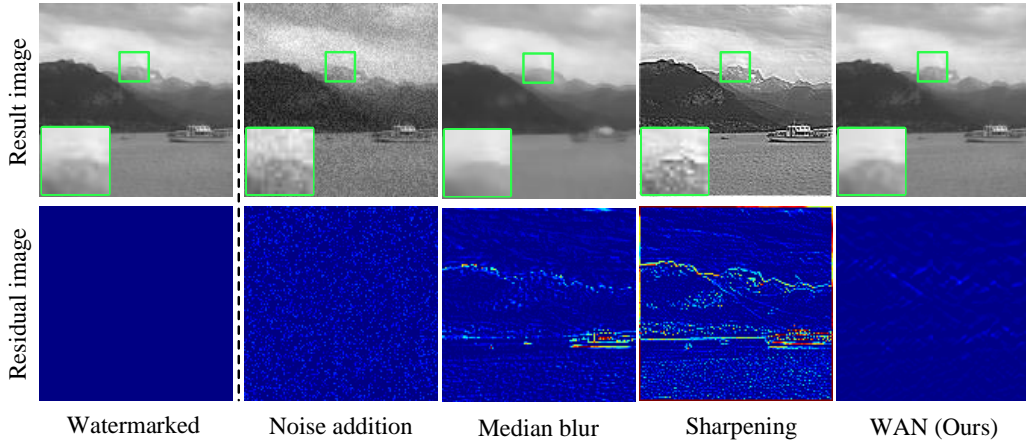 Result image
Residual image
Watermarked
Noise addition
Median blur
Sharpening
WAN (Ours)